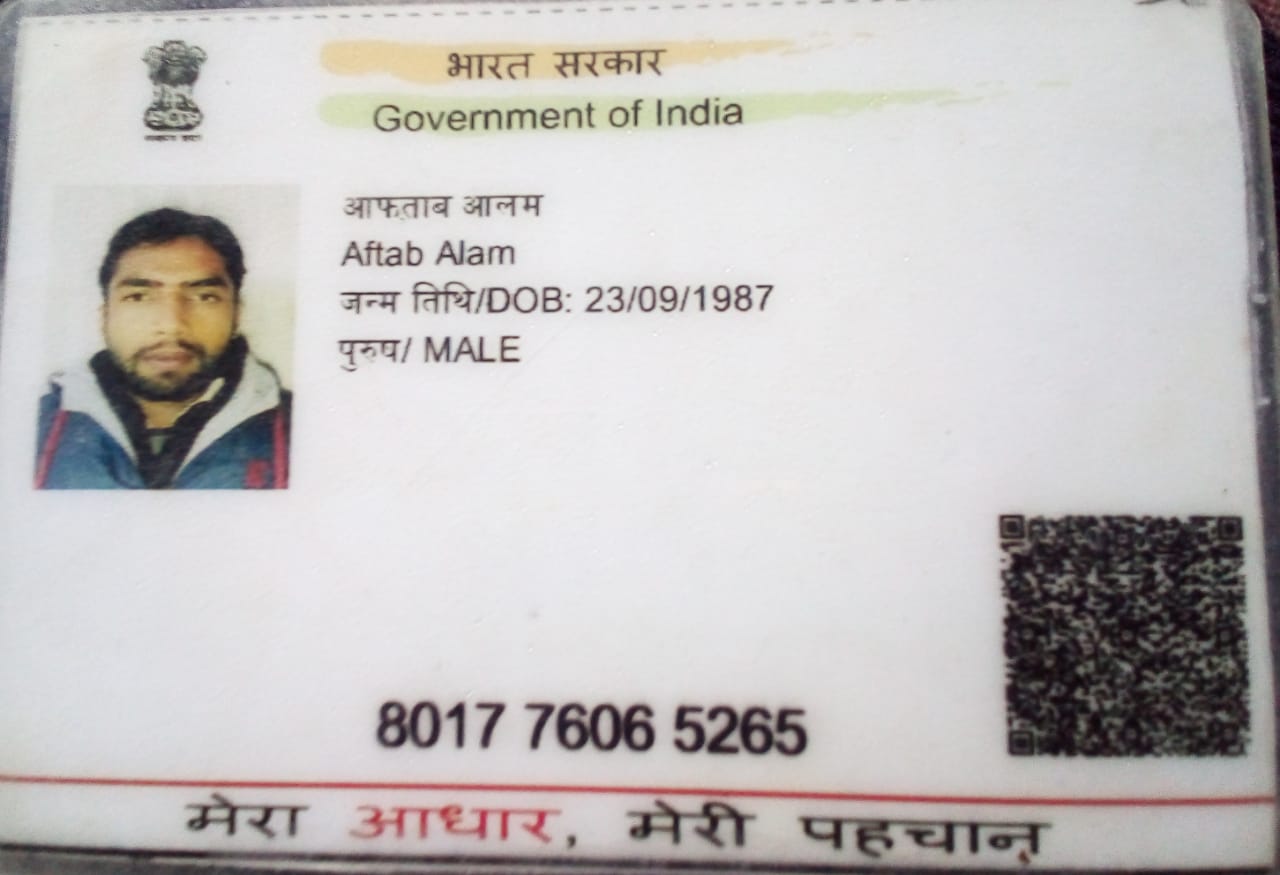 भारत सरकार
Government of India
आफताब आलम
Aftab Alam
जन्म तिथि/DOB: 23/09/1987
पुरुष/ MALE
8017 7606 5265
मेरा आधार, मेरी पहचान